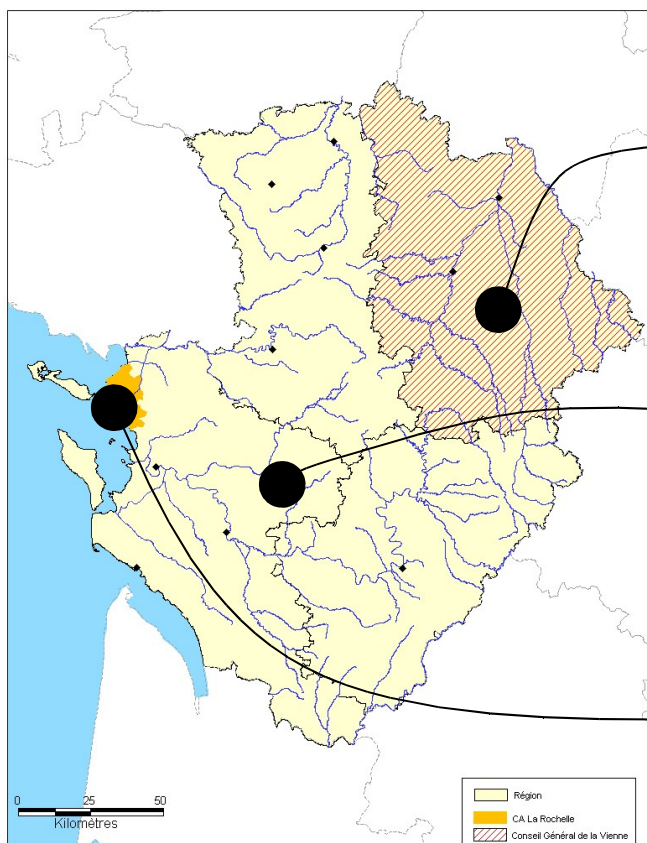 0 25 50
Kilomètres
Région
CA La Rochelle
Conseil Général de la Vienne